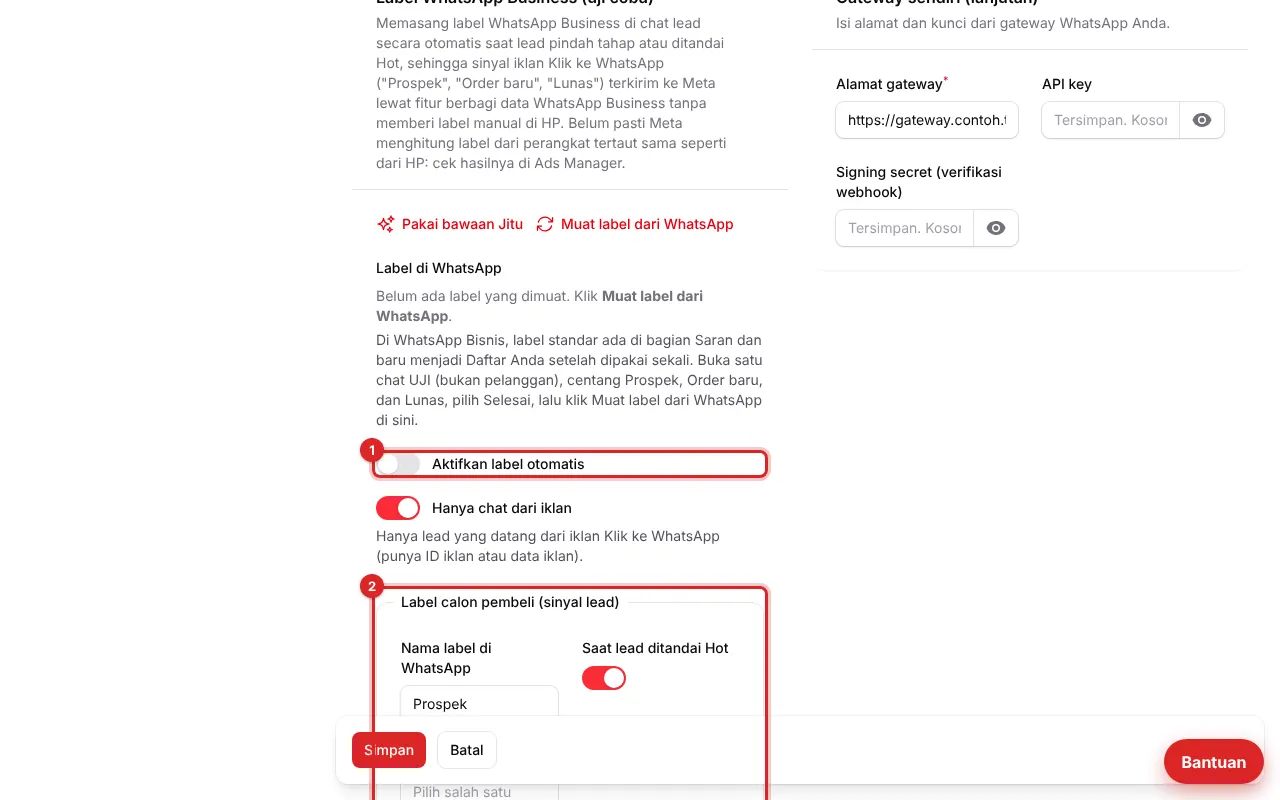 Label WhatsApp Business (uji coba)
Memasang label WhatsApp Business di chat lead
secara otomatis saat lead pindah tahap atau ditandai
Hot, sehingga sinyal iklan Klik ke WhatsApp
("Prospek", "Order baru", "Lunas") terkirim ke Meta
lewat fitur berbagi data WhatsApp Business tanpa
memberi label manual di HP. Belum pasti Meta
menghitung label dari perangkat tertaut sama seperti
dari HP: cek hasilnya di Ads Manager.
Pakai bawaan Jitu
Muat label dari WhatsApp
Label di WhatsApp
Belum ada label yang dimuat. Klik Muat label dari
WhatsApp.
Di WhatsApp Bisnis, label standar ada di bagian Saran dan
baru menjadi Daftar Anda setelah dipakai sekali. Buka satu
chat UJI (bukan pelanggan), centang Prospek, Order baru,
dan Lunas, pilih Selesai, lalu klik Muat label dari WhatsApp
di sini.
1
Aktifkan label otomatis
Hanya chat dari iklan
Hanya lead yang datang dari iklan Klik ke WhatsApp
(punya ID iklan atau data iklan).
2
Label calon pembeli (sinyal lead)
Nama label di
WhatsApp
Prospek
Saat lead ditandai Hot
Pilih salah satu
Simpan
Batal
Gateway sendiri (lanjutan)
Isi alamat dan kunci dari gateway WhatsApp Anda.
Alamat gateway*
https://gateway.contoh.t
API key
Tersimpan. Kosor
Signing secret (verifikasi
webhook)
Tersimpan. Kosor
Bantuan